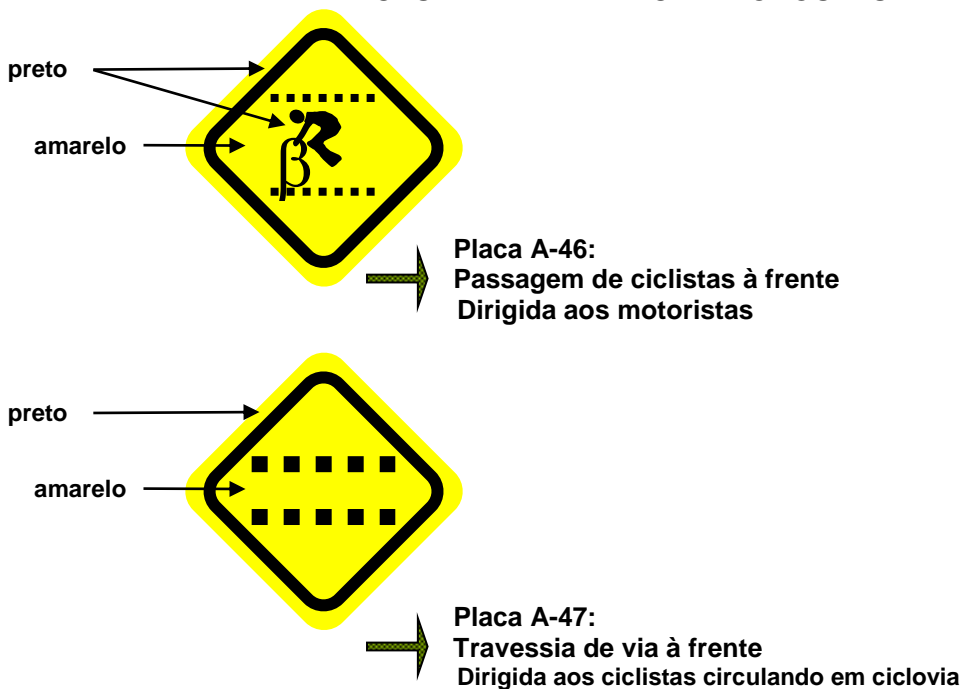 preto
amarelo
β
Placa A-46:
Passagem de ciclistas à frente
Dirigida aos motoristas
preto
amarelo
Placa A-47:
Travessia de via à frente
Dirigida aos ciclistas circulando em ciclovia